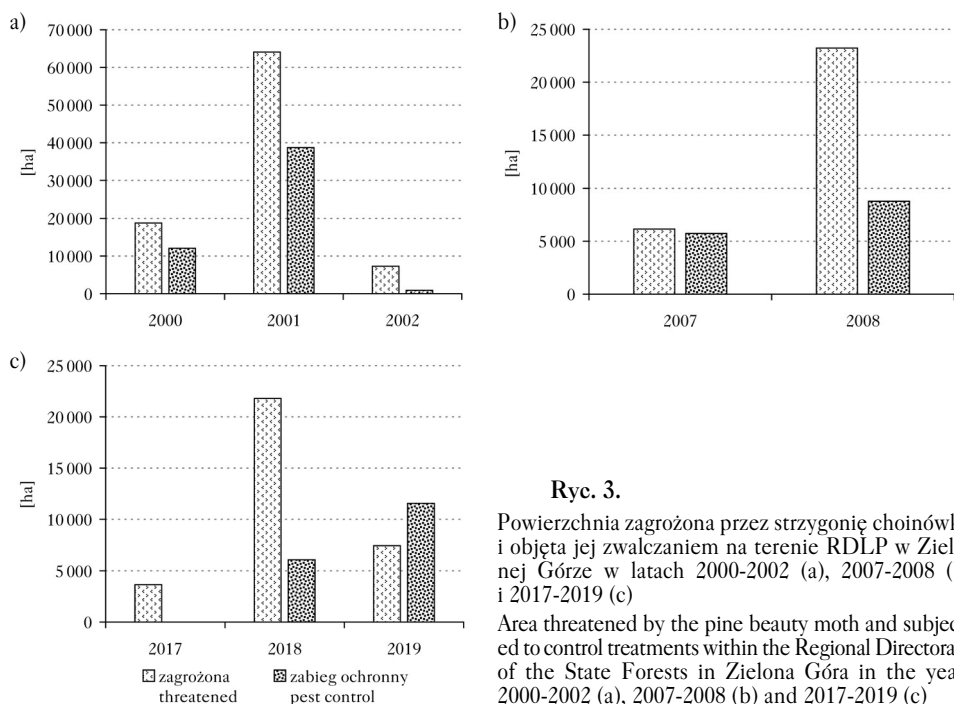 a)
70 000
60 000
50 000
40 000
30 000
20 000
10 000
0
[ha]
2000
2001
2002
b)
25 000
20 000
15 000
10 000
5 000
0
[ha]
2007
2008
c)
25 000
20 000
15 000
10 000
5 000
0
[ha]
2017
2018
2019
zagrożona
threatened
zabieg ochronny
pest control
Ryc. 3.
Powierzchnia zagrożona przez strzygonię choinówk
i objęta jej zwalczaniem na terenie RDLP w Ziel
nej Górze w latach 2000-2002 (a), 2007-2008 (
i 2017-2019 (c)
Area threatened by the pine beauty moth and subjec
ed to control treatments within the Regional Directora
of the State Forests in Zielona Góra in the yea
2000-2002 (a), 2007-2008 (b) and 2017-2019 (c)